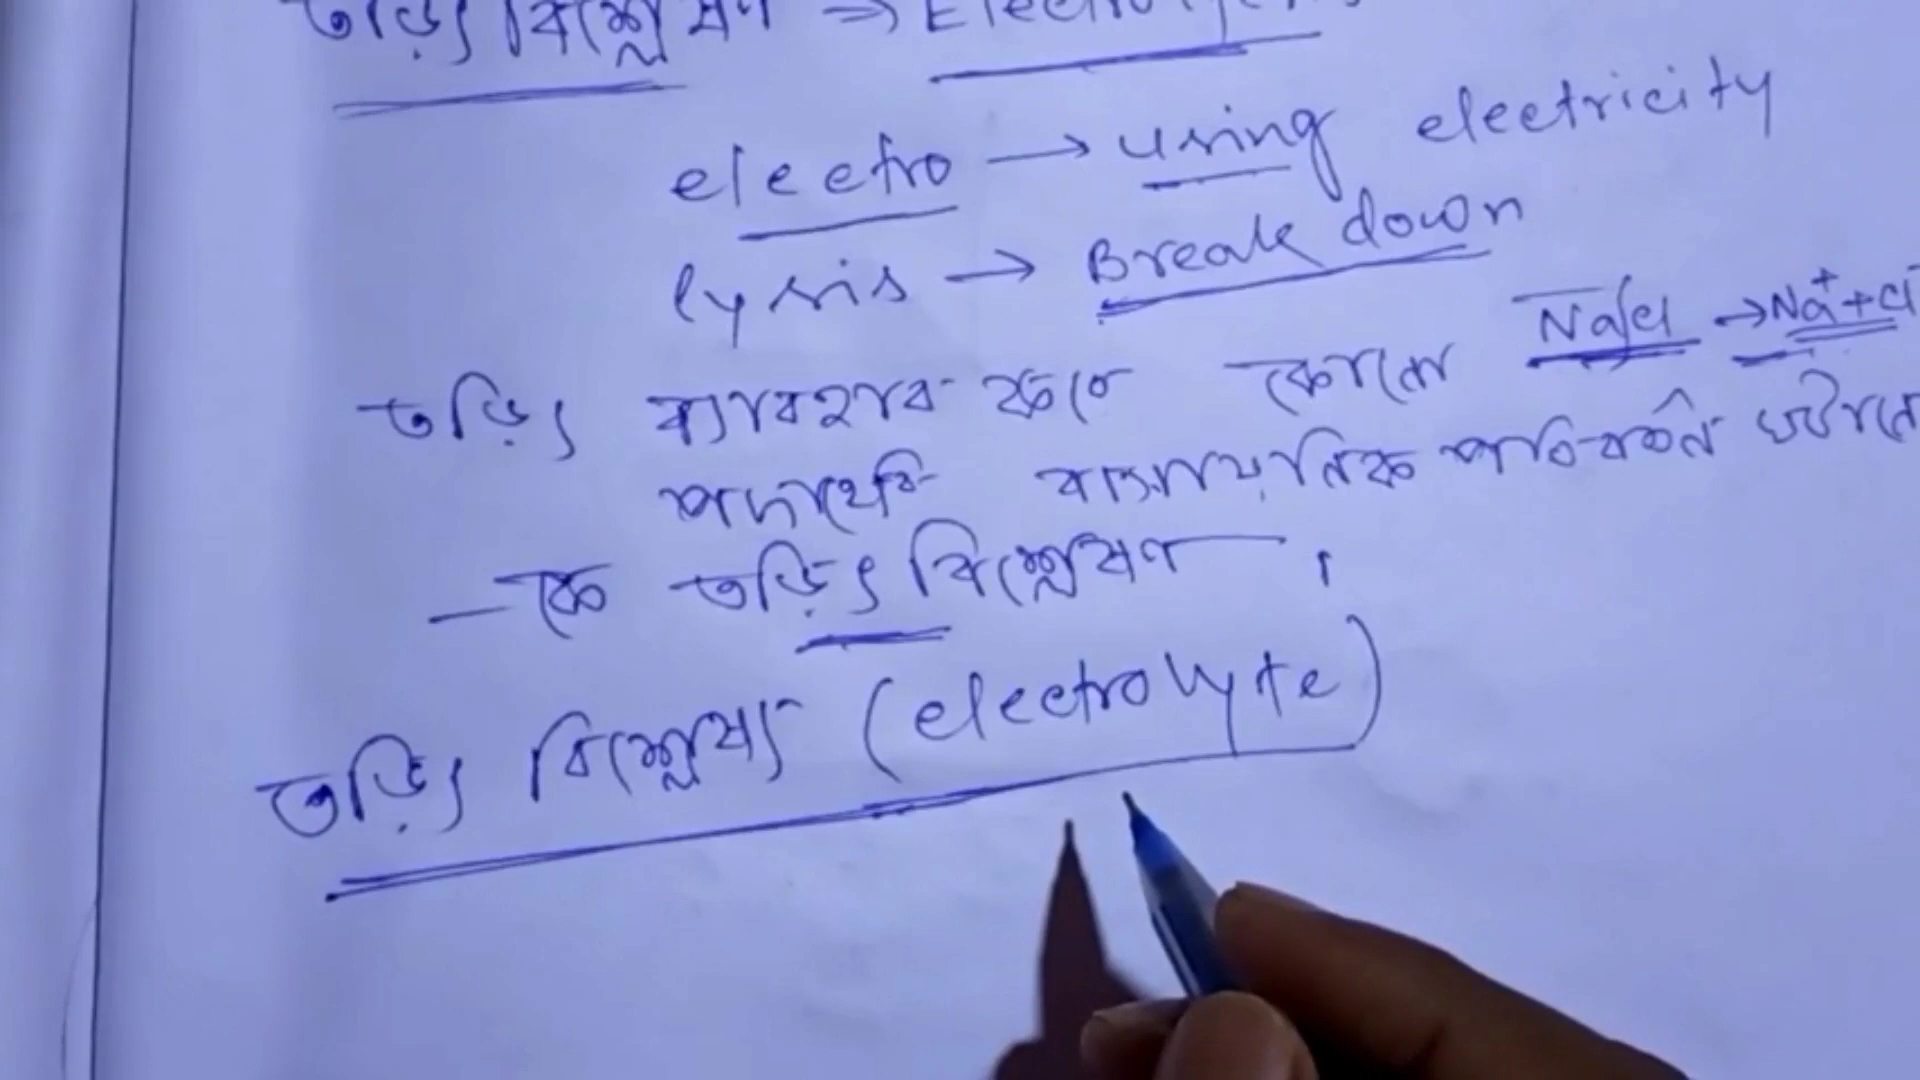 তড়িৎ বিশ্লেষণ ⇒ Electrolysis
electro → using electricity
lysis → Break down
NaCl → Na⁺ + Cl⁻
তড়িৎ ব্যাবহার করে কোনো
পদার্থের রাসায়নিক পরিবর্তন ঘটানো
কে তড়িৎ বিশ্লেষণ ।
তড়িৎ বিশ্লেষ্য (electrolyte)